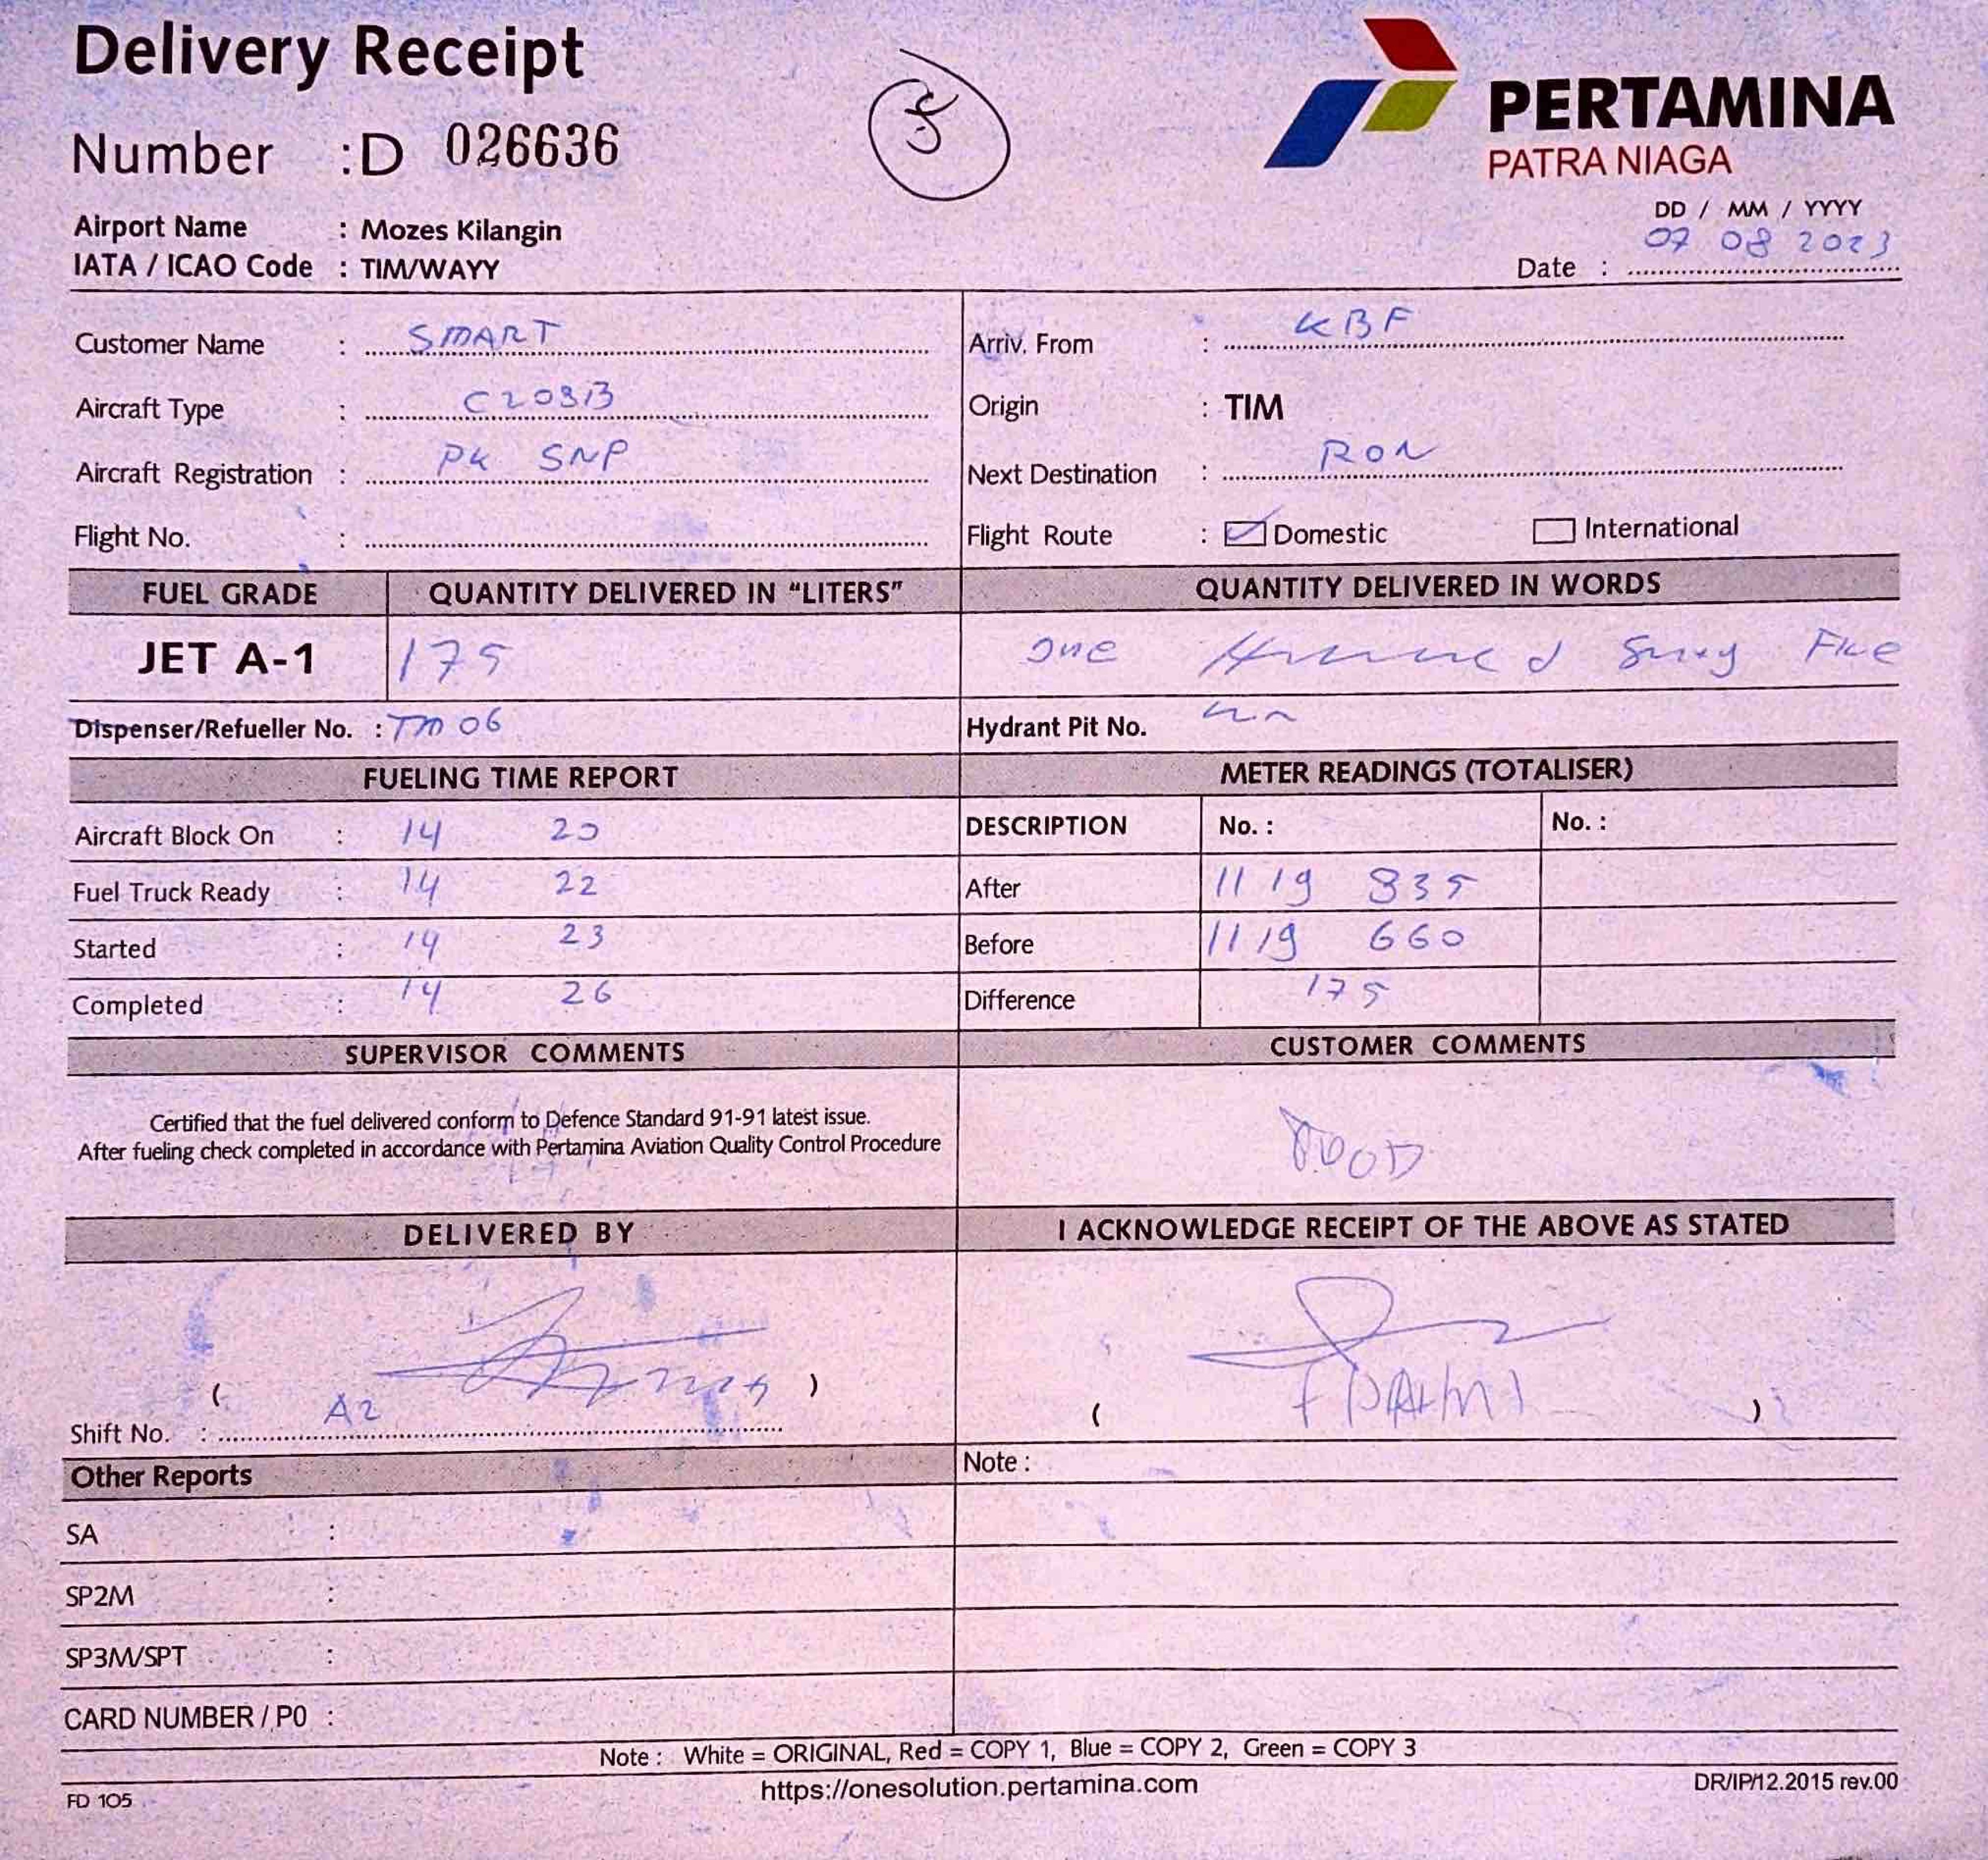 Delivery Receipt
Number : D 026636
PERTAMINA
PATRA NIAGA
Airport Name : Mozes Kilangin
IATA / ICAO Code : TIM/WAYY
DD / MM / YYYY
Date : 07 08 2023
Customer Name : SMART
Aircraft Type : C208B
Aircraft Registration : PK SNP
Flight No. :
Arriv. From : KBF
Origin : TIM
Next Destination : RON
Flight Route : Domestic International
FUEL GRADE QUANTITY DELIVERED IN "LITERS" QUANTITY DELIVERED IN WORDS
JET A-1 175 One Hundred Five
Dispenser/Refueller No. : TM 06 Hydrant Pit No.
FUELING TIME REPORT
Aircraft Block On : 14 20
Fuel Truck Ready : 14 22
Started : 14 23
Completed : 14 26
METER READINGS (TOTALISER)
DESCRIPTION No. : No. :
After 11 19 835
Before 11 19 660
Difference 175
SUPERVISOR COMMENTS
Certified that the fuel delivered conform to Defence Standard 91-91 latest issue.
After fueling check completed in accordance with Pertamina Aviation Quality Control Procedure
CUSTOMER COMMENTS
DELIVERED BY
( )
Shift No. : A2
I ACKNOWLEDGE RECEIPT OF THE ABOVE AS STATED
( )
Other Reports
SA :
SP2M :
SP3M/SPT :
CARD NUMBER / P0 :
Note :
Note : White = ORIGINAL, Red = COPY 1, Blue = COPY 2, Green = COPY 3
https://onesolution.pertamina.com
FD 105
DR/IP/12.2015 rev.00